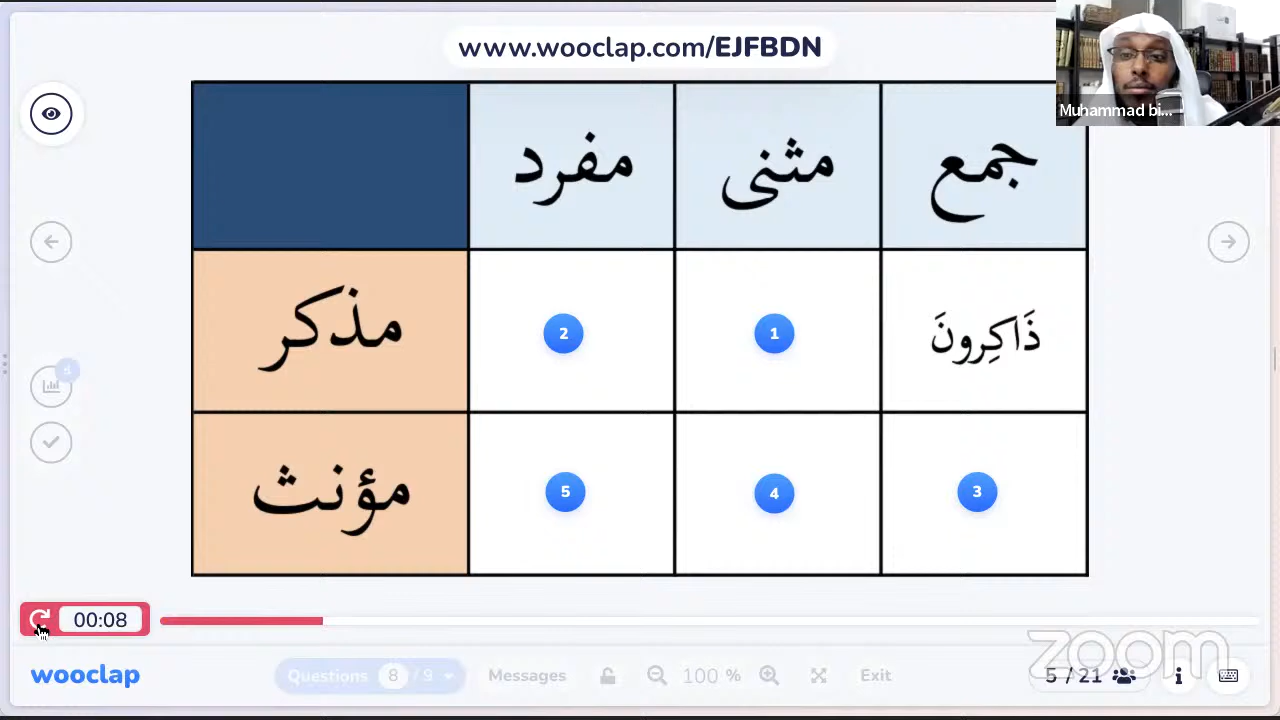 www.wooclap.com/EJFBDN
Muhammad bi...
جمع مثنى مفرد
ذَاكِرونَ 1 2 مذكر
3 4 5 مؤنث
00:08
wooclap
Questions 8 / 9
Messages
100 %
Exit
5 / 21
zoom